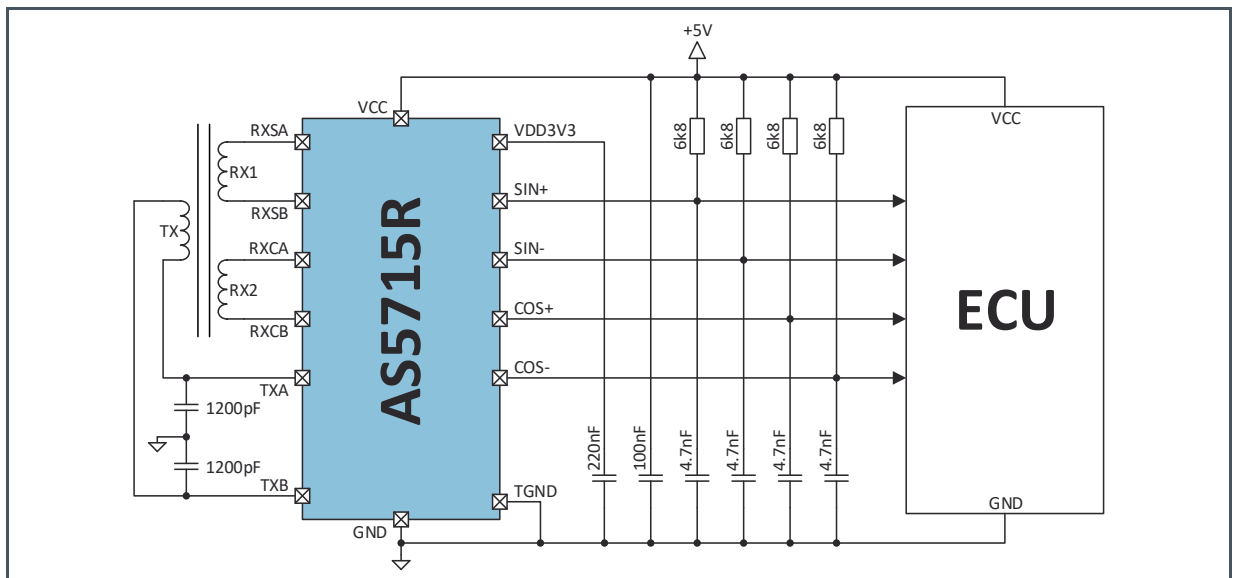 +5V
VCC
RXSA
RX1
RXSB
TX
RXCA
RX2
RXCB
TXA
1200pF
1200pF
TXB
GND
AS5715R
VDD3V3
SIN+
SIN-
COS+
COS-
TGND
6k8
6k8
6k8
6k8
220nF
100nF
4.7nF
4.7nF
4.7nF
4.7nF
VCC
ECU
GND